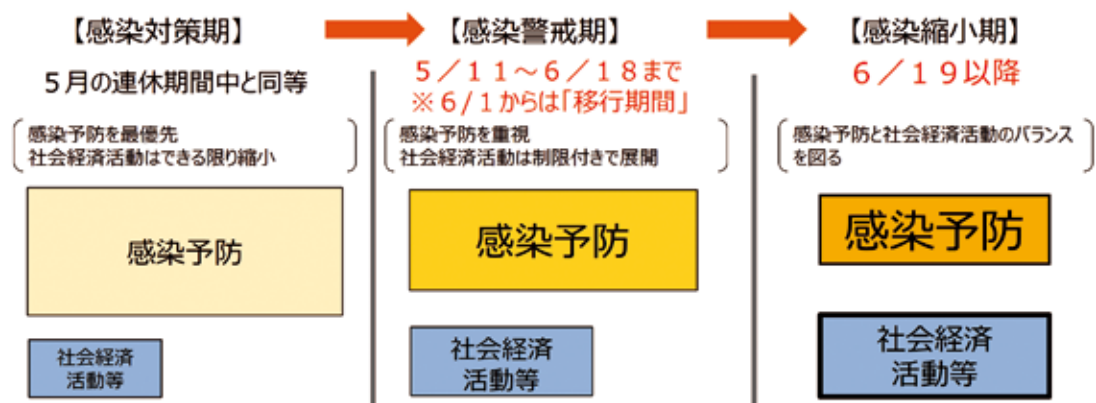 【感染対策期】
５月の連休期間中と同等
感染予防を最優先
社会経済活動はできる限り縮小
感染予防
社会経済
活動等
【感染警戒期】
５／１１～６／１８まで
※６/１からは「移行期間」
感染予防を重視
社会経済活動は制限付きで展開
感染予防
社会経済
活動等
【感染縮小期】
６／１９以降
感染予防と社会経済活動のバランス
を図る
感染予防
社会経済
活動等